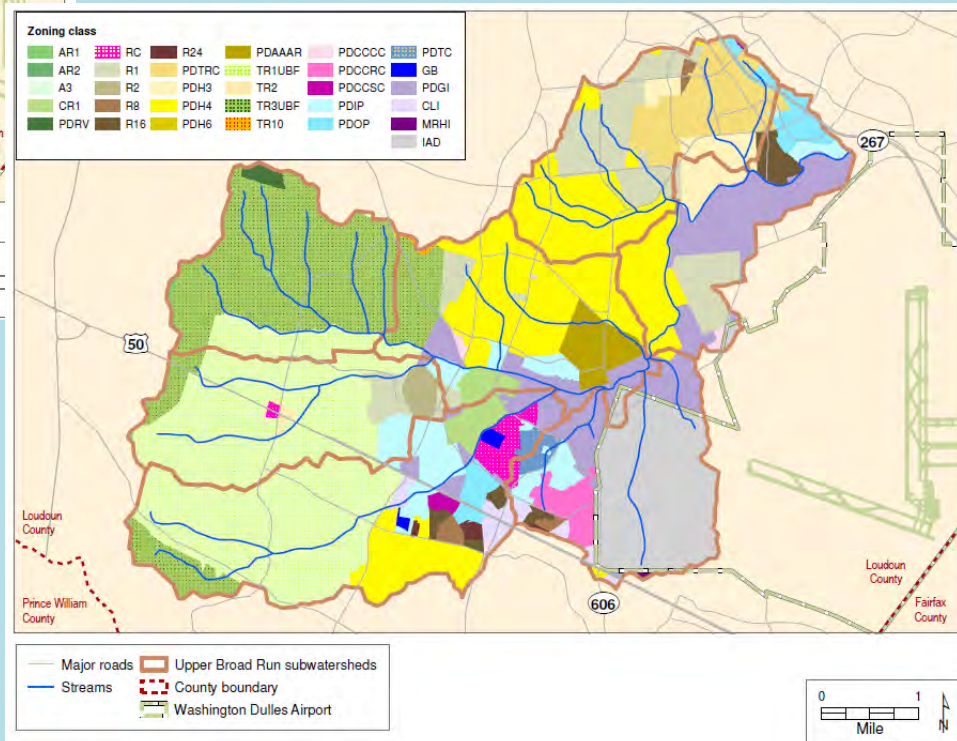 Zoning class
AR1 RC R24 PDAAAR PDCCCC PDTC
AR2 R1 PDTRC TR1UBF PDCCRC GB
A3 R2 PDH3 TR2 PDCCSC PDGI
CR1 R8 PDH4 TR3UBF PDIP CLI
PDRV R16 PDH6 TR10 PDOP MRHI
IAD
267
50
Loudoun
County
Prince William
County
606
Loudoun
County
Fairfax
County
Major roads Upper Broad Run subwatersheds
Streams County boundary
Washington Dulles Airport
0 1
Mile
N